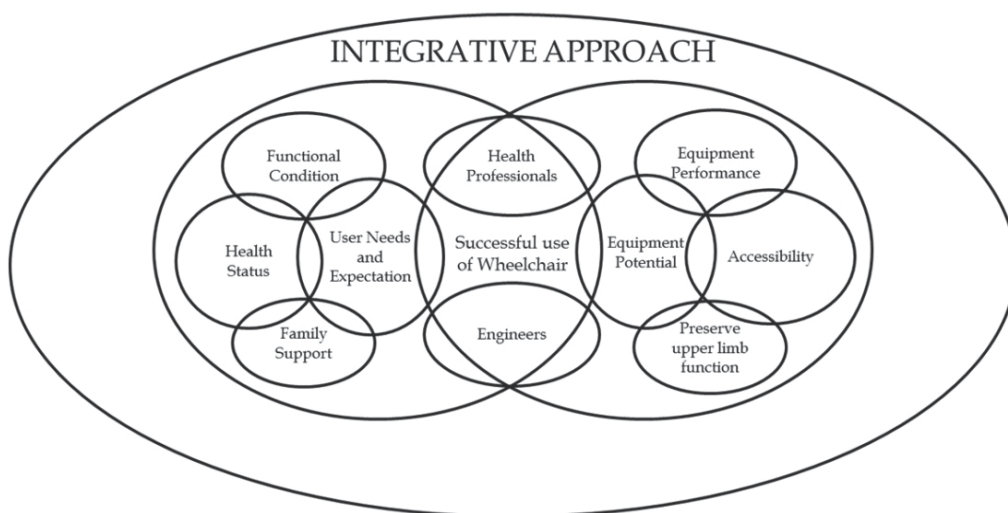 INTEGRATIVE APPROACH
Functional
Condition
Health
Professionals
Equipment
Performance
Health
Status
User Needs
and
Expectation
Successful use
of Wheelchair
Equipment
Potential
Accessibility
Family
Support
Engineers
Preserve
upper limb
function